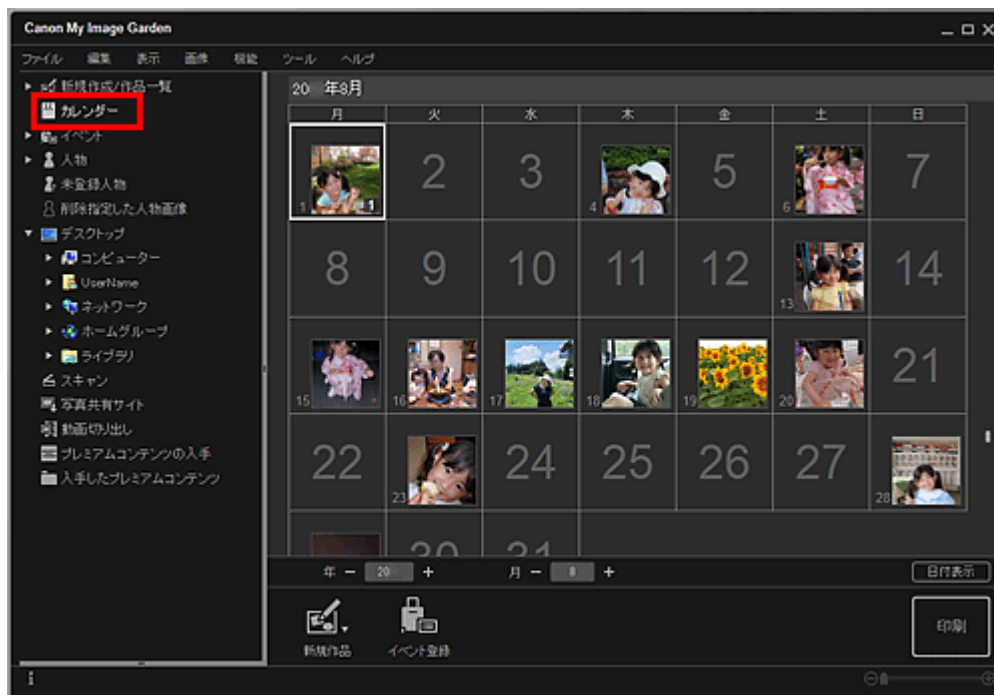 Canon My Image Garden
ファイル 編集 表示 画像 機能 ツール ヘルプ
新規作成/作品一覧
カレンダー
イベント
人物
未登録人物
削除指定した人物画像
デスクトップ
コンピューター
UserName
ネットワーク
ホームグループ
ライブラリ
スキャン
写真共有サイト
動画切り出し
プレミアムコンテンツの入手
入手したプレミアムコンテンツ
20 年8月
月 火 水 木 金 土 日
1 1 2 3 4 5 6 7
8 9 10 11 12 13 14
15 16 17 18 19 20 21
22 23 24 25 26 27 28
30 31
年 − 20 + 月 − 8 + 日付表示
新規作品 イベント登録 印刷